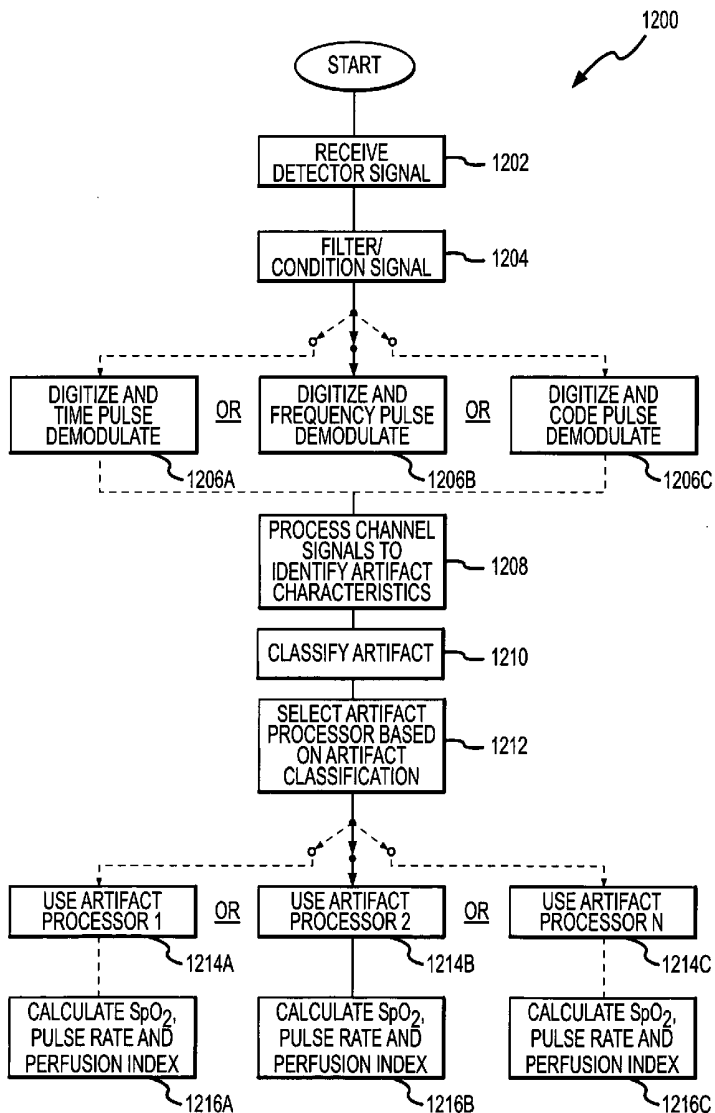 1200
START
RECEIVE
DETECTOR SIGNAL
1202
FILTER/
CONDITION SIGNAL
1204
DIGITIZE AND
TIME PULSE
DEMODULATE
OR
DIGITIZE AND
FREQUENCY PULSE
DEMODULATE
OR
DIGITIZE AND
CODE PULSE
DEMODULATE
1206A
1206B
1206C
PROCESS CHANNEL
SIGNALS TO
IDENTIFY ARTIFACT
CHARACTERISTICS
1208
CLASSIFY ARTIFACT
1210
SELECT ARTIFACT
PROCESSOR BASED
ON ARTIFACT
CLASSIFICATION
1212
USE ARTIFACT
PROCESSOR 1
OR
USE ARTIFACT
PROCESSOR 2
OR
USE ARTIFACT
PROCESSOR N
1214A
1214B
1214C
CALCULATE SpO₂,
PULSE RATE AND
PERFUSION INDEX
CALCULATE SpO₂,
PULSE RATE AND
PERFUSION INDEX
CALCULATE SpO₂,
PULSE RATE AND
PERFUSION INDEX
1216A
1216B
1216C